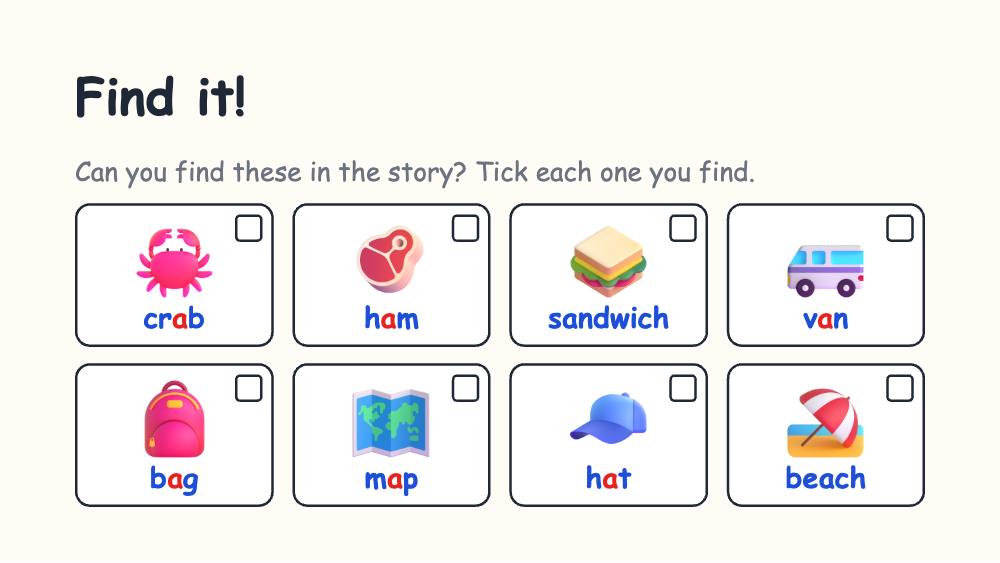 Find it!
Can you find these in the story? Tick each one you find.
crab ham sandwich van
bag map hat beach